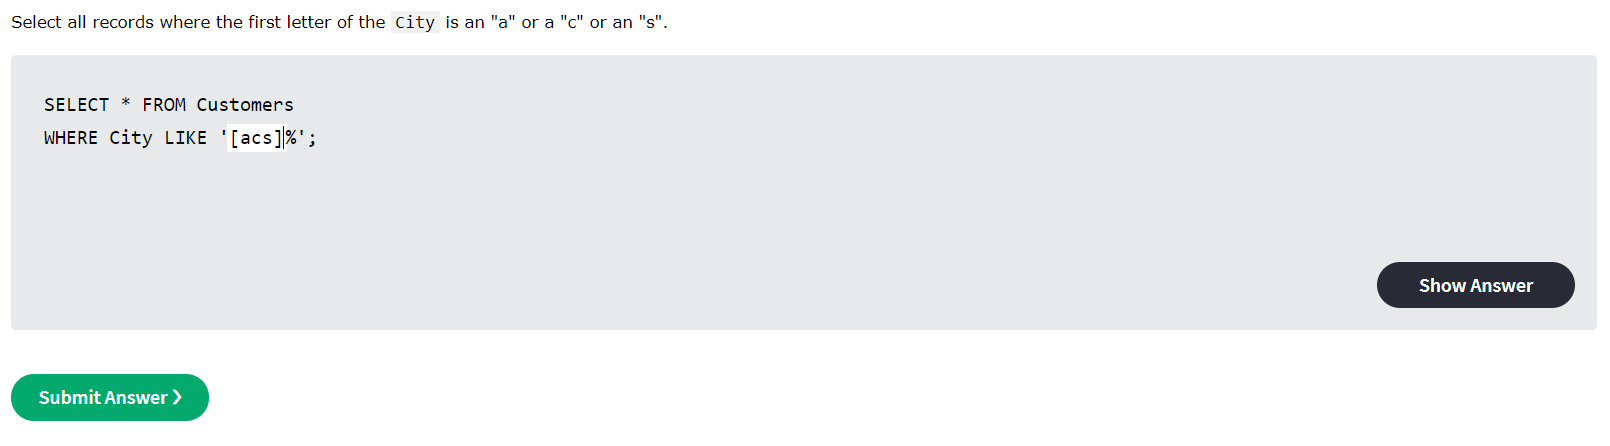 Select all records where the first letter of the City is an "a" or a "c" or an "s".
SELECT * FROM Customers
WHERE City LIKE '[acs]%';
Show Answer
Submit Answer ❯